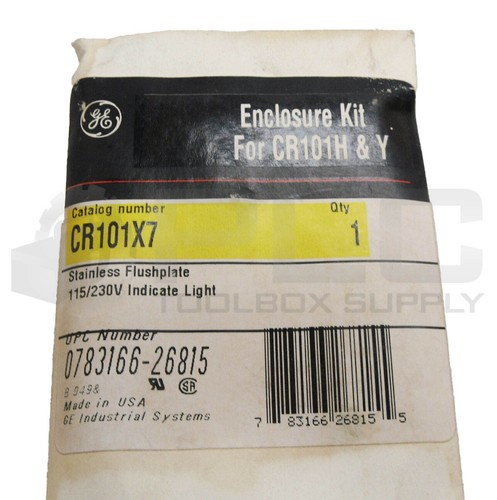 GE
Enclosure Kit
For CR101H & Y
Catalog number
Qty
CR101X7
1
Stainless Flushplate
115/230V Indicate Light
UPC Number
0783166-26815
Made in USA
GE Industrial Systems
7 83166 26815 5
PLC
TOOLBOX SUPPLY